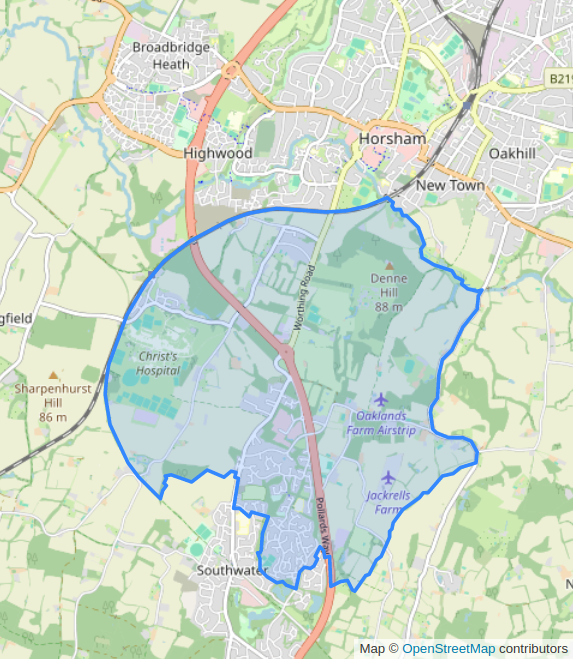 Broadbridge
Heath
B219
Horsham
Highwood
Oakhill
New Town
Denne
Hill
88 m
Worthing Road
gfield
Christ's
Hospital
Sharpenhurst
Hill
86 m
Oaklands
Farm Airstrip
Jackrells
Farm
Pollards Way
Southwater
N
Map © OpenStreetMap contributors